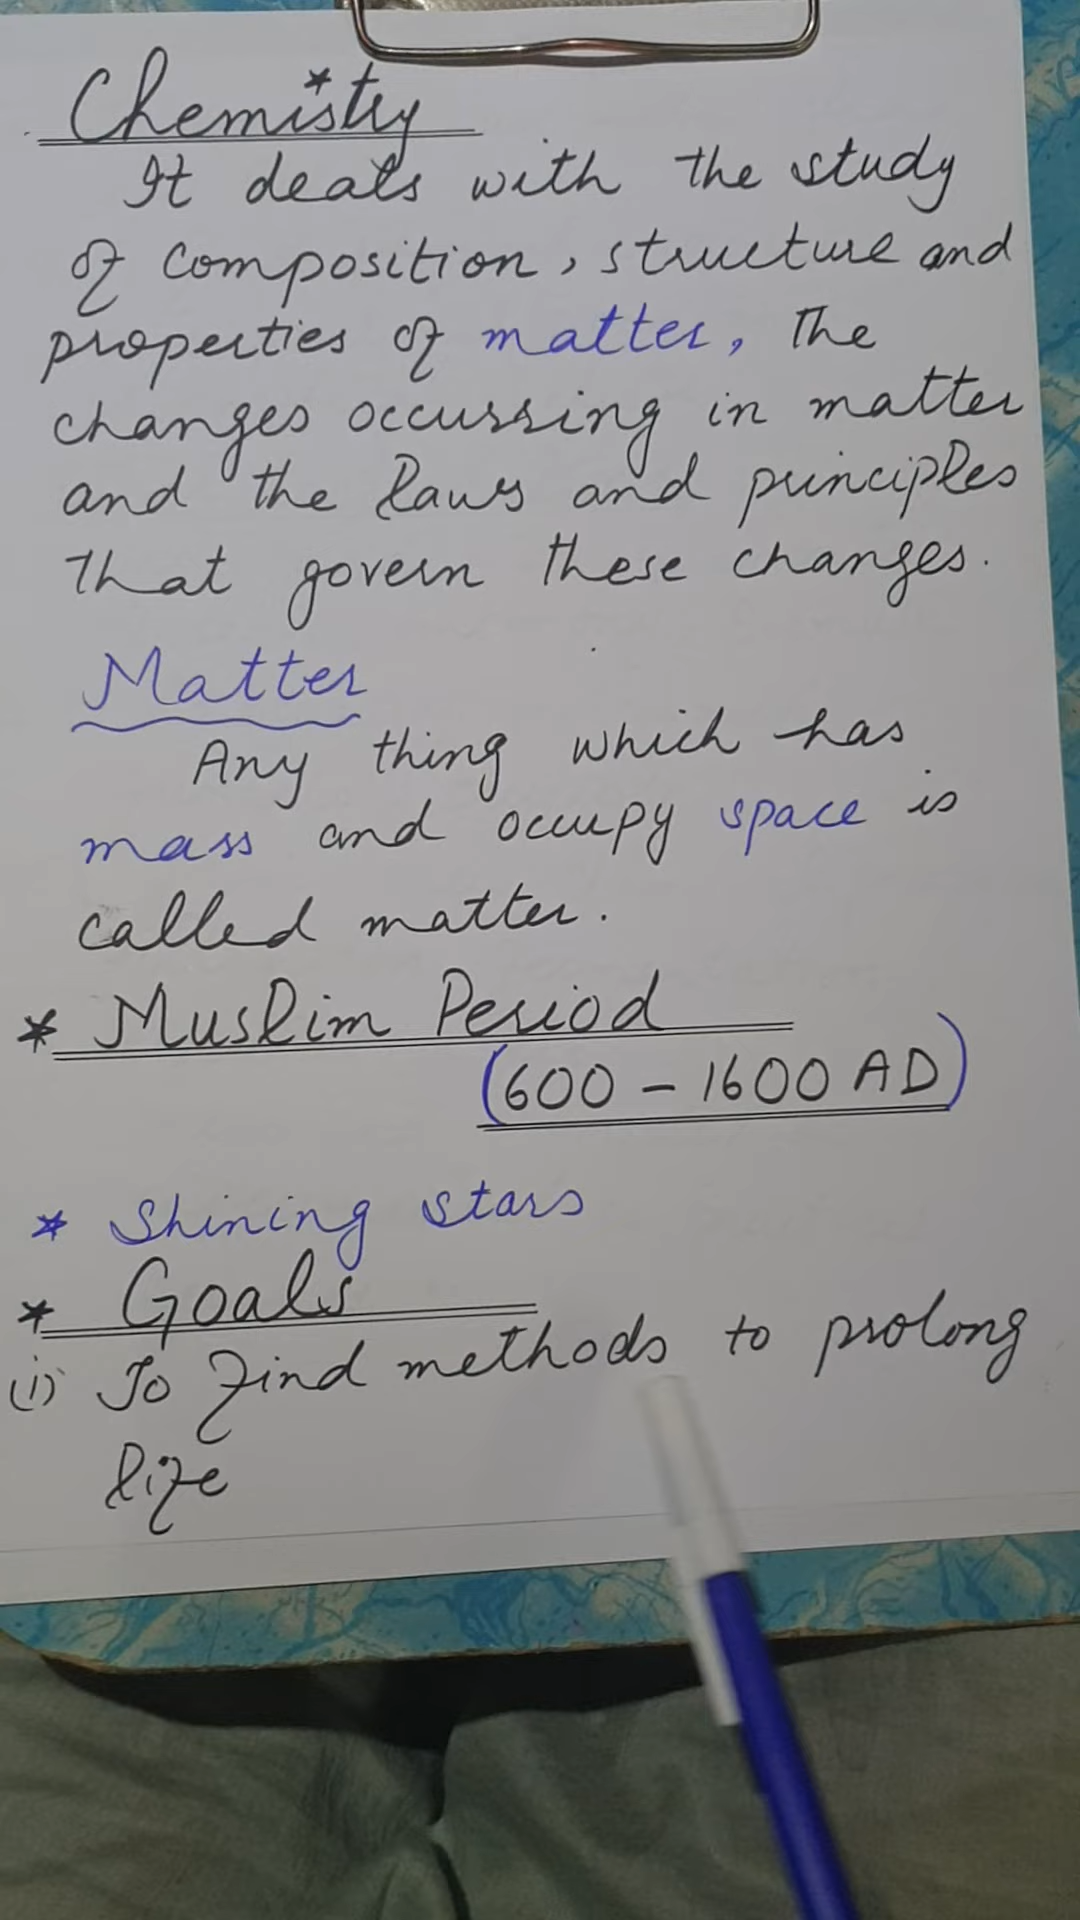 Chemistry
It deals with the study
of composition, structure and
properties of matter, the
changes occurring in matter
and the laws and principles
that govern these changes.
Matter
Any thing which has
mass and occupy space is
called matter.
* Muslim Period
(600 - 1600 AD)
* Shining stars
* Goals
(i) To find methods to prolong
life